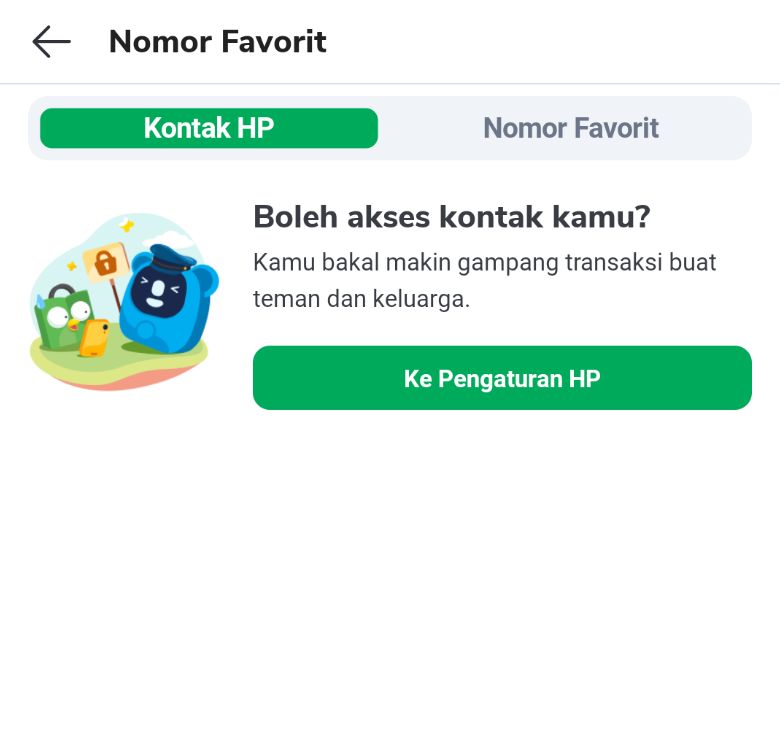 Nomor Favorit
Kontak HP
Nomor Favorit
Boleh akses kontak kamu?
Kamu bakal makin gampang transaksi buat
teman dan keluarga.
Ke Pengaturan HP